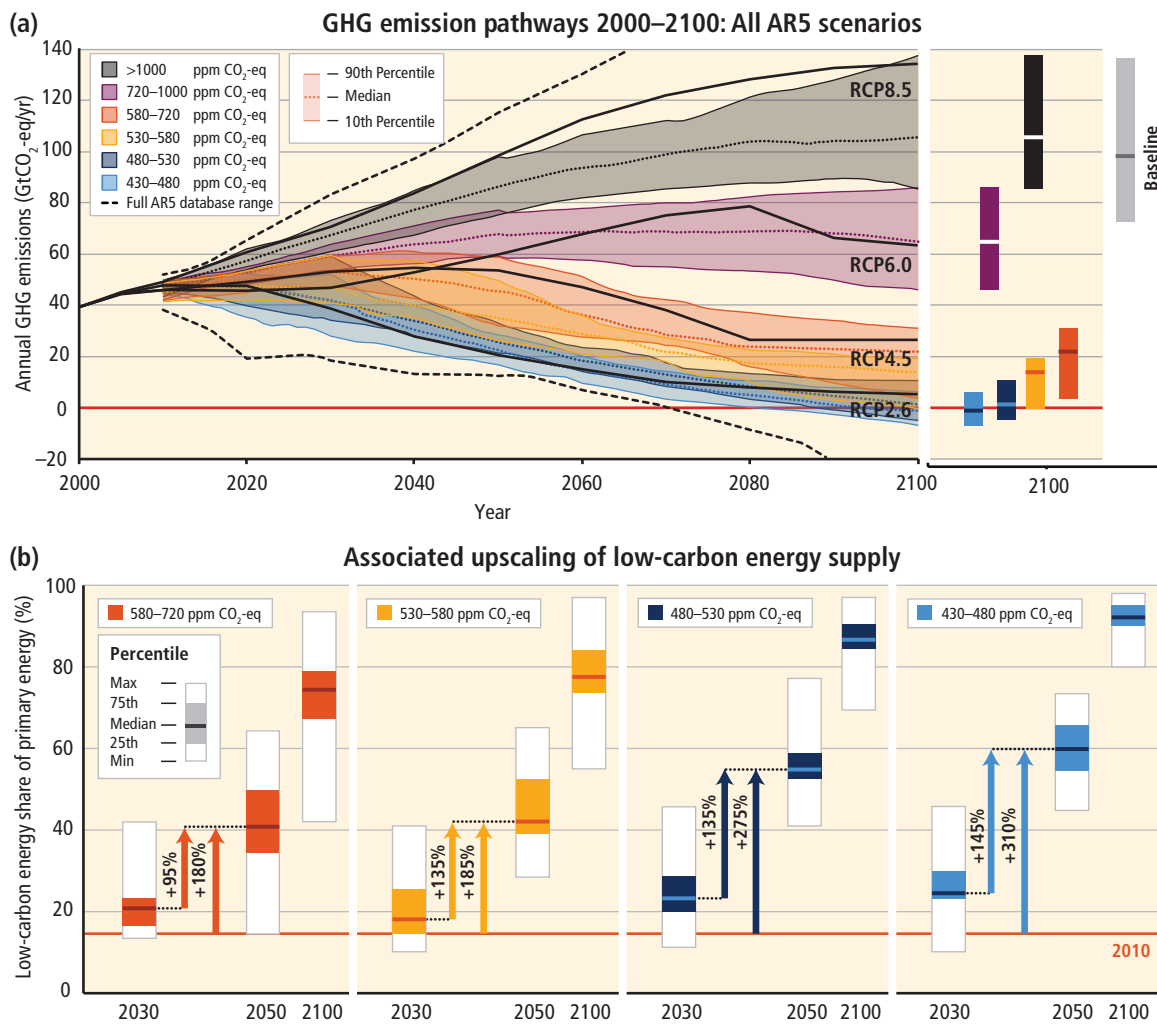 (a) GHG emission pathways 2000–2100: All AR5 scenarios
Annual GHG emissions (GtCO2-eq/yr)
140
120
100
80
60
40
20
0
–20
>1000 ppm CO2-eq
720–1000 ppm CO2-eq
580–720 ppm CO2-eq
530–580 ppm CO2-eq
480–530 ppm CO2-eq
430–480 ppm CO2-eq
Full AR5 database range
90th Percentile
Median
10th Percentile
RCP8.5
RCP6.0
RCP4.5
RCP2.6
Baseline
2000 2020 2040 2060 2080 2100 2100
Year
(b) Associated upscaling of low-carbon energy supply
Low-carbon energy share of primary energy (%)
100
80
60
40
20
0
580–720 ppm CO2-eq
Percentile
Max
75th
Median
25th
Min
+95%
+180%
530–580 ppm CO2-eq
+135%
+185%
480–530 ppm CO2-eq
+135%
+275%
430–480 ppm CO2-eq
+145%
+310%
2010
2030 2050 2100 2030 2050 2100 2030 2050 2100 2030 2050 2100